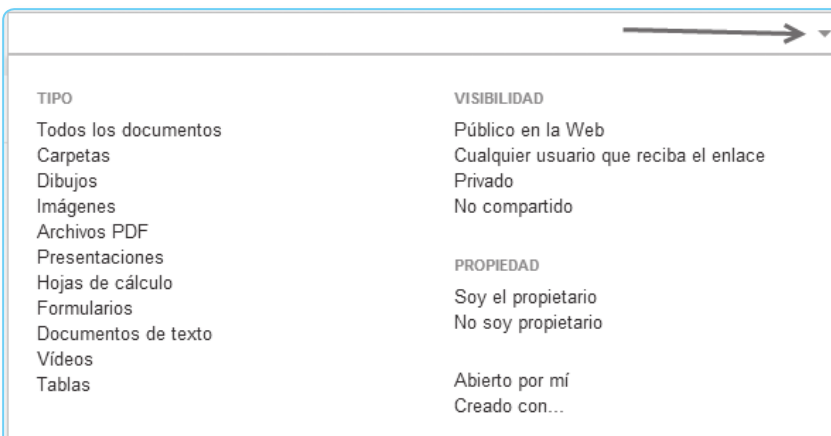 TIPO
Todos los documentos
Carpetas
Dibujos
Imágenes
Archivos PDF
Presentaciones
Hojas de cálculo
Formularios
Documentos de texto
Vídeos
Tablas
VISIBILIDAD
Público en la Web
Cualquier usuario que reciba el enlace
Privado
No compartido
PROPIEDAD
Soy el propietario
No soy propietario
Abierto por mí
Creado con...